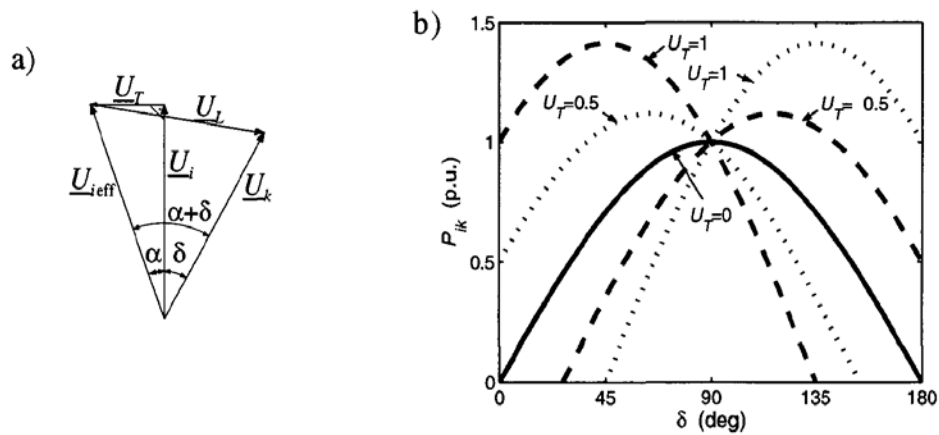 a)
U_T
U_L
U_ieff
U_i
U_k
α+δ
α
δ
b)
1.5
1
0.5
0
P_ik (p.u.)
U_T=1
U_T=1
U_T=0.5
U_T= 0.5
U_T=0
0
45
90
135
180
δ (deg)